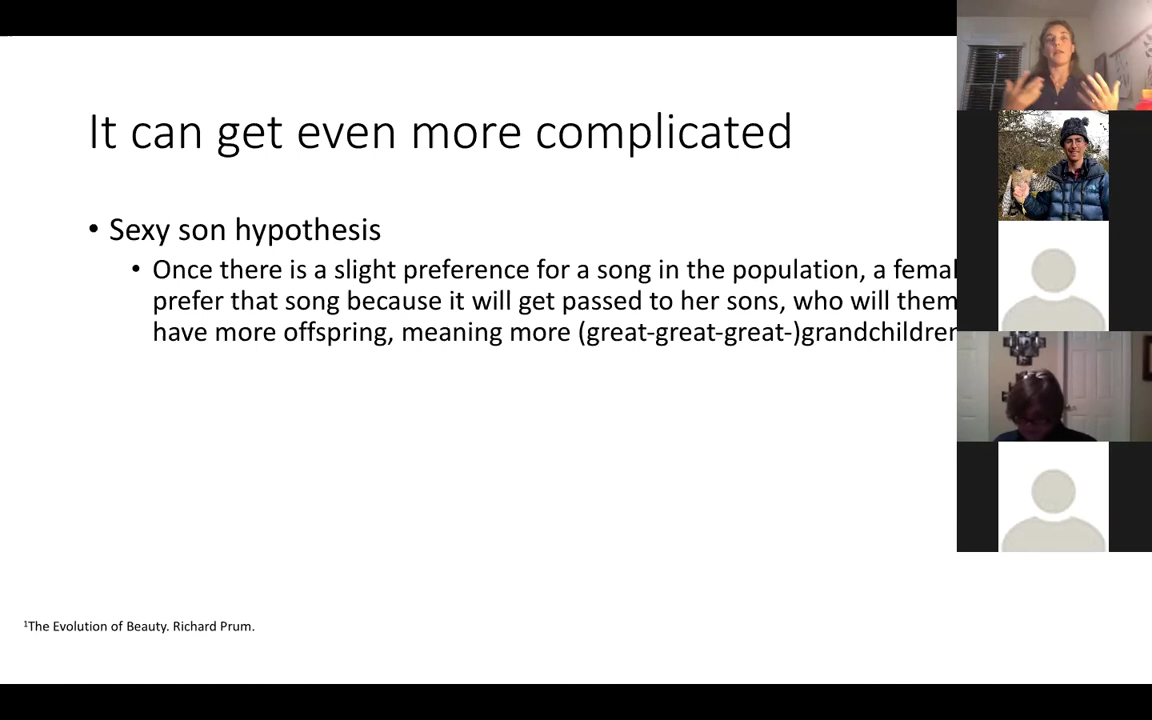 It can get even more complicated
• Sexy son hypothesis
• Once there is a slight preference for a song in the population, a
prefer that song because it will get passed to her sons, who will
have more offspring, meaning more (great-great-great-)grandchildren
¹The Evolution of Beauty. Richard Prum.